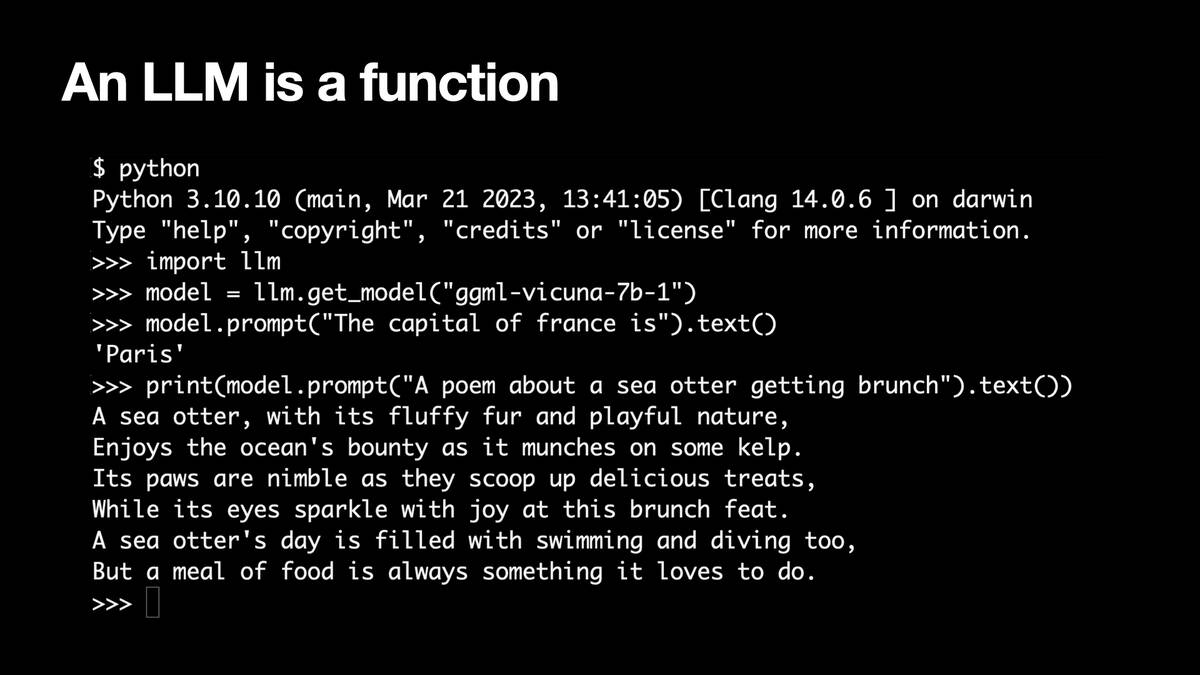 An LLM is a function
$ python
Python 3.10.10 (main, Mar 21 2023, 13:41:05) [Clang 14.0.6 ] on darwin
Type "help", "copyright", "credits" or "license" for more information.
>>> import llm
>>> model = llm.get_model("ggml-vicuna-7b-1")
>>> model.prompt("The capital of france is").text()
'Paris'
>>> print(model.prompt("A poem about a sea otter getting brunch").text())
A sea otter, with its fluffy fur and playful nature,
Enjoys the ocean's bounty as it munches on some kelp.
Its paws are nimble as they scoop up delicious treats,
While its eyes sparkle with joy at this brunch feat.
A sea otter's day is filled with swimming and diving too,
But a meal of food is always something it loves to do.
>>>